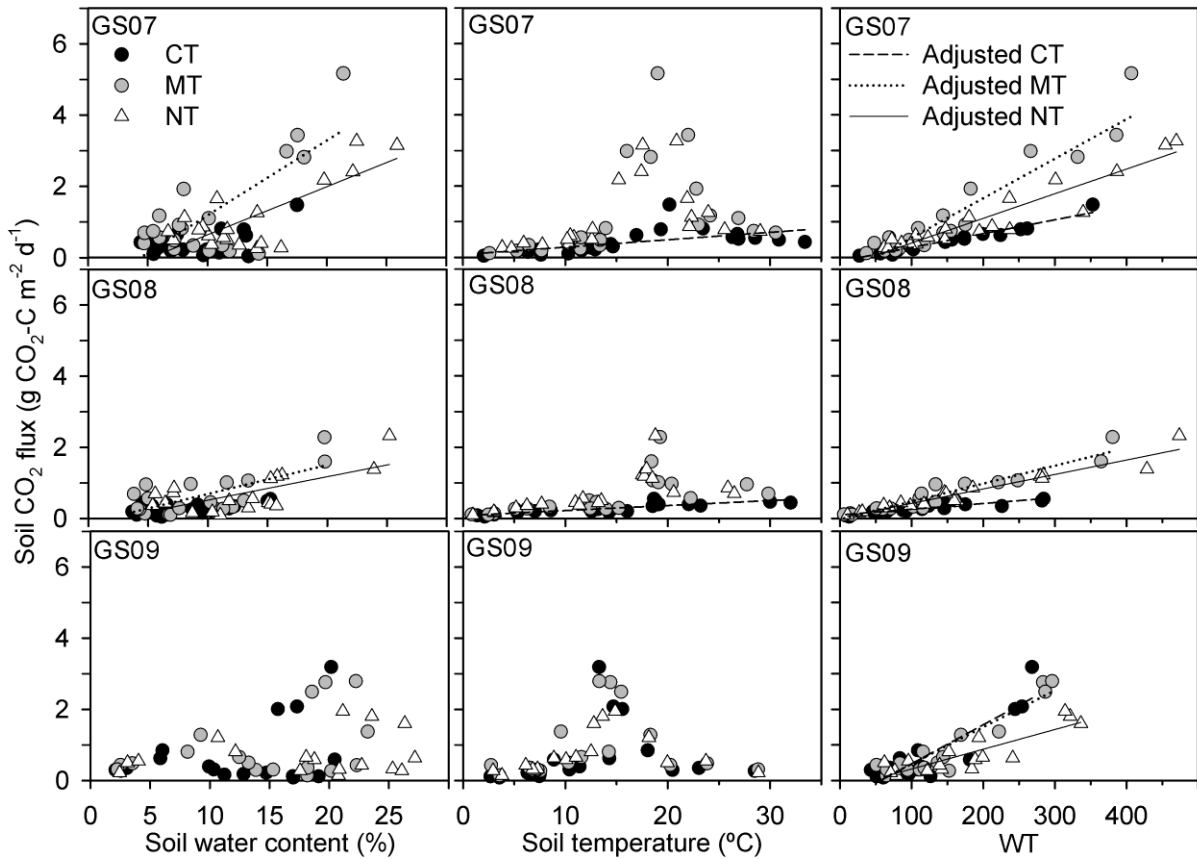 GS07
CT
MT
NT
6
4
2
0
GS07
GS07
Adjusted CT
Adjusted MT
Adjusted NT
GS08
6
4
2
0
GS08
GS08
GS09
6
4
2
0
GS09
GS09
Soil CO₂ flux (g CO₂-C m⁻² d⁻¹)
0 5 10 15 20 25
0 10 20 30
0 100 200 300 400
Soil water content (%)
Soil temperature (ºC)
WT